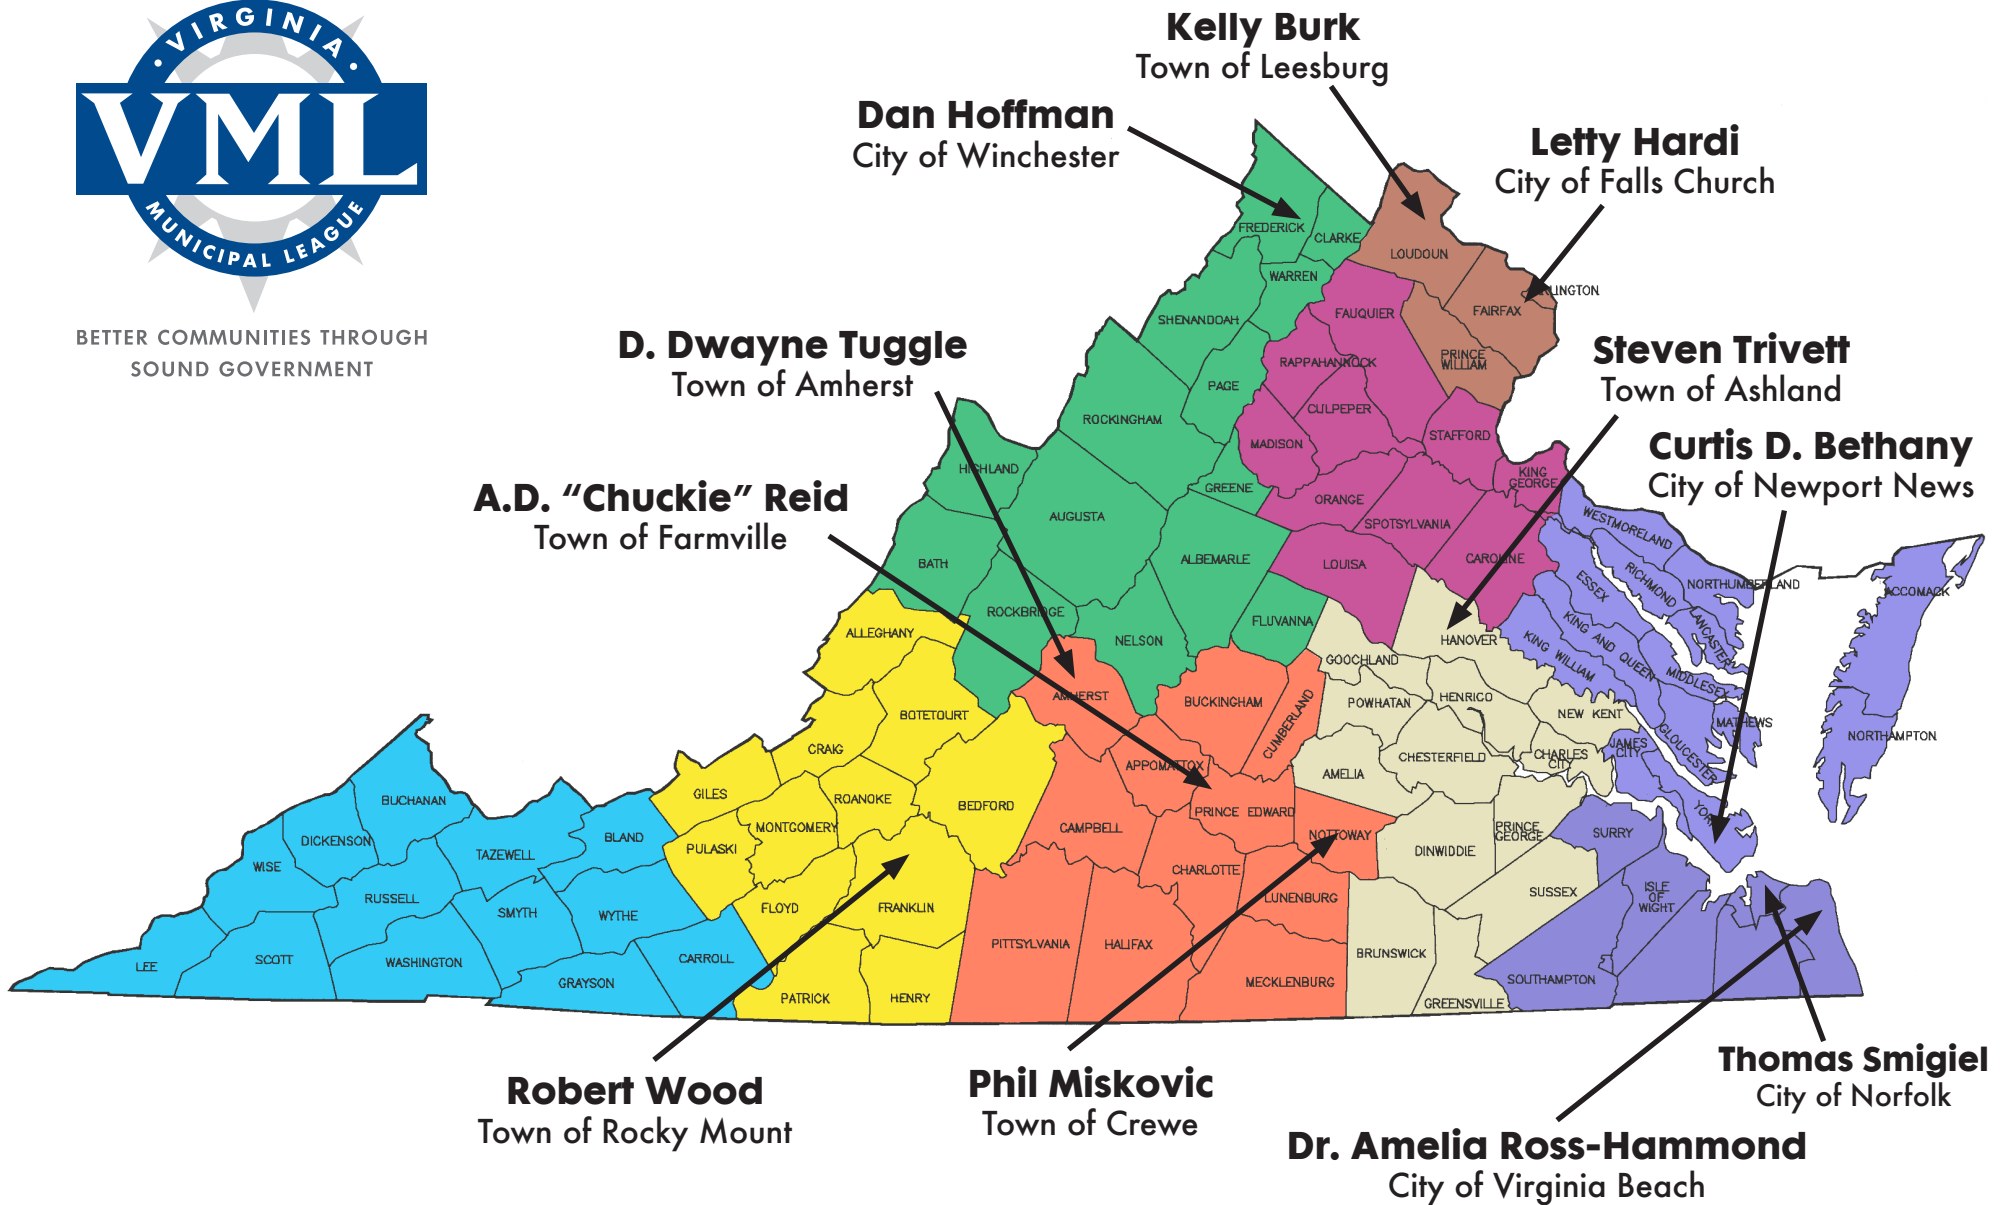 VIRGINIA
VML
MUNICIPAL LEAGUE
BETTER COMMUNITIES THROUGH
SOUND GOVERNMENT
Kelly Burk
Town of Leesburg
Dan Hoffman
City of Winchester
Letty Hardi
City of Falls Church
D. Dwayne Tuggle
Town of Amherst
Steven Trivett
Town of Ashland
A.D. “Chuckie” Reid
Town of Farmville
Curtis D. Bethany
City of Newport News
FREDERICK
CLARKE
LOUDOUN
WARREN
FAIRFAX
SHENANDOAH
FAUQUIER
PRINCE
WILLIAM
RAPPAHANNOCK
PAGE
CULPEPER
ROCKINGHAM
MADISON
STAFFORD
HIGHLAND
KING
GEORGE
GREENE
ORANGE
AUGUSTA
SPOTSYLVANIA
WESTMORELAND
BATH
ALBEMARLE
LOUISA
CAROLINE
RICHMOND
NORTHUMBERLAND
ESSEX
ACCOMACK
ROCKBRIDGE
FLUVANNA
LANCASTER
ALLEGHANY
NELSON
HANOVER
KING AND QUEEN
KING WILLIAM
GOOCHLAND
MIDDLESEX
AMHERST
BUCKINGHAM
CUMBERLAND
POWHATAN
HENRICO
BOTETOURT
NEW KENT
MATHEWS
GLOUCESTER
NORTHAMPTON
CRAIG
JAMES
CITY
CHESTERFIELD
CHARLES
CITY
APPOMATTOX
AMELIA
GILES
ROANOKE
BEDFORD
BUCHANAN
PRINCE EDWARD
YORK
MONTGOMERY
CAMPBELL
NOTTOWAY
PRINCE
GEORGE
SURRY
BLAND
DICKENSON
PULASKI
TAZEWELL
DINWIDDIE
WISE
CHARLOTTE
ISLE
OF
WIGHT
SUSSEX
RUSSELL
LUNENBURG
FLOYD
FRANKLIN
SMYTH
WYTHE
PITTSYLVANIA
HALIFAX
BRUNSWICK
LEE
SCOTT
WASHINGTON
CARROLL
GRAYSON
MECKLENBURG
SOUTHAMPTON
PATRICK
HENRY
GREENSVILLE
Robert Wood
Town of Rocky Mount
Phil Miskovic
Town of Crewe
Thomas Smigiel
City of Norfolk
Dr. Amelia Ross-Hammond
City of Virginia Beach